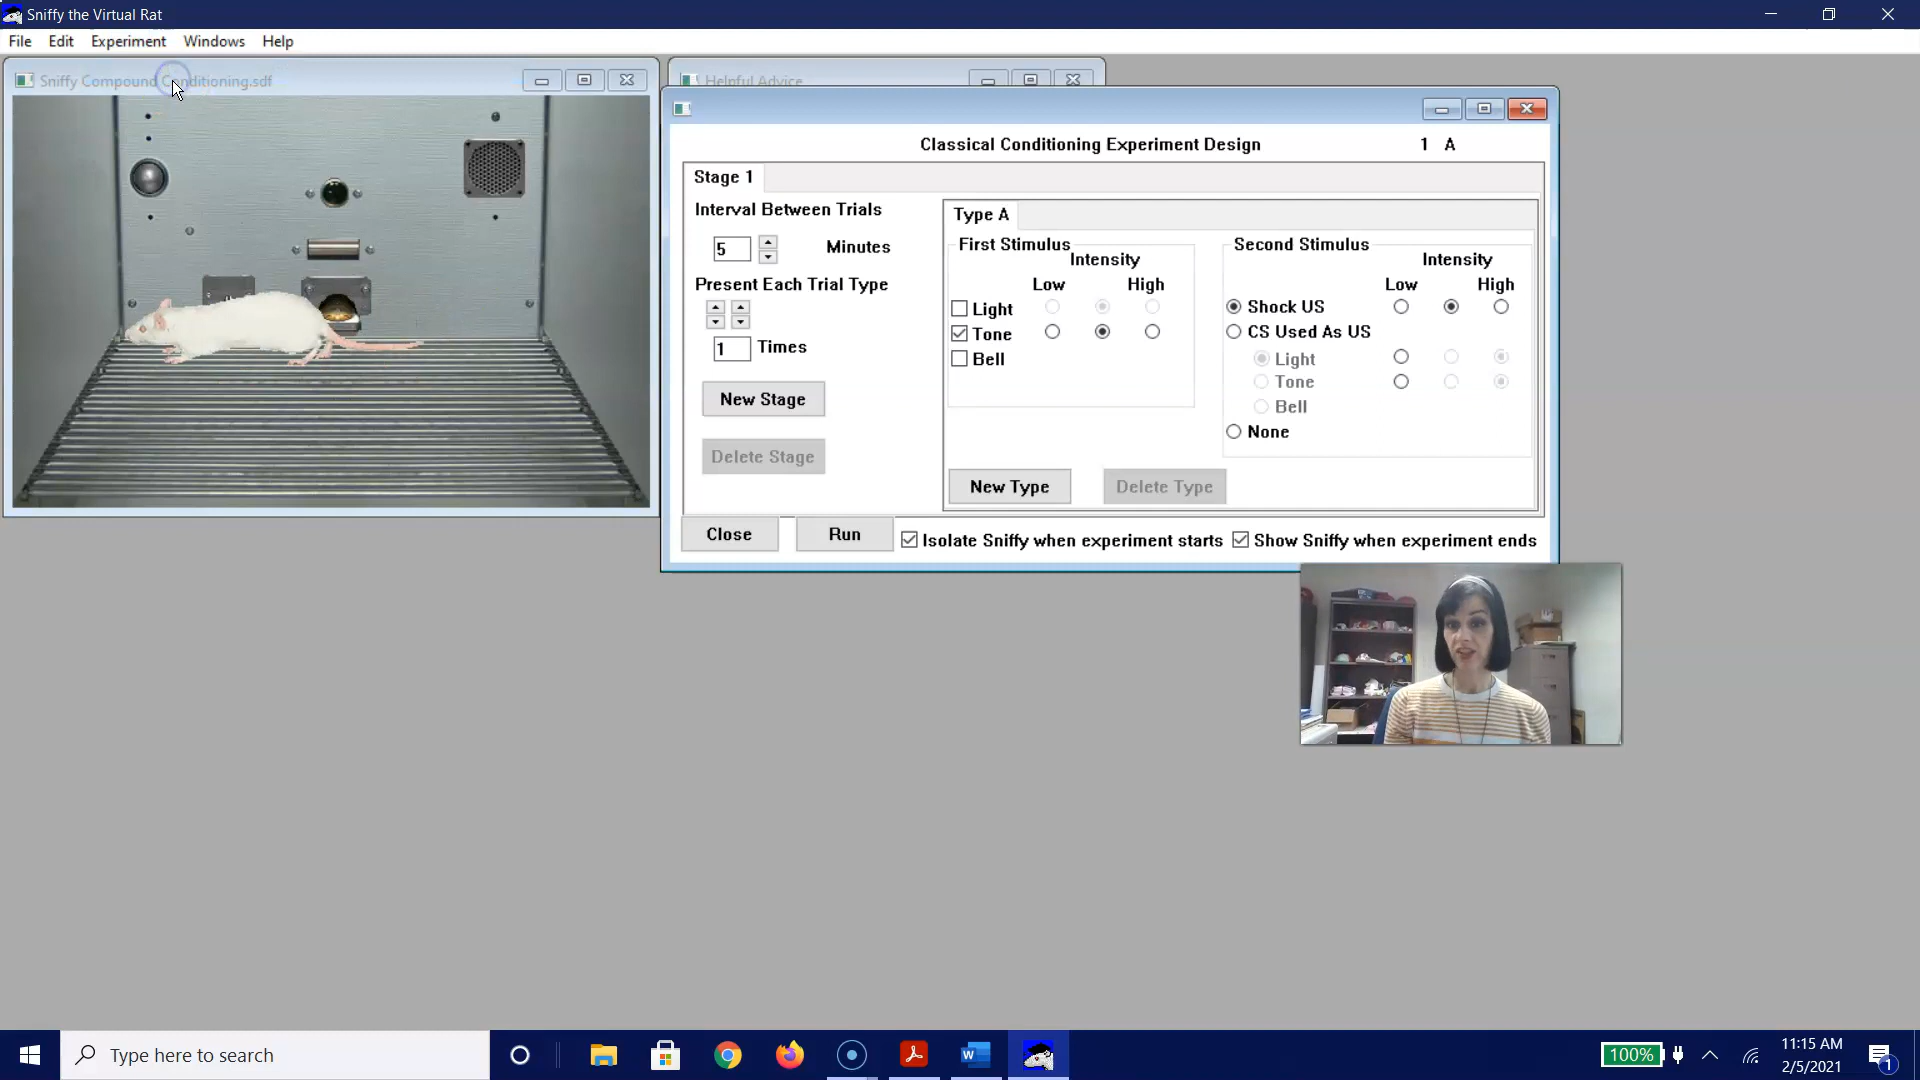 Sniffy the Virtual Rat
File Edit Experiment Windows Help
Sniffy Compound Conditioning.sdf
Helpful Advice
Classical Conditioning Experiment Design 1 A
Stage 1
Interval Between Trials
5 Minutes
Present Each Trial Type
1 Times
New Stage
Delete Stage
Type A
First Stimulus
Intensity
Low High
Light
Tone
Bell
Second Stimulus
Intensity
Low High
Shock US
CS Used As US
Light
Tone
Bell
None
New Type Delete Type
Close Run Isolate Sniffy when experiment starts Show Sniffy when experiment ends
Type here to search
100%
11:15 AM
2/5/2021
1